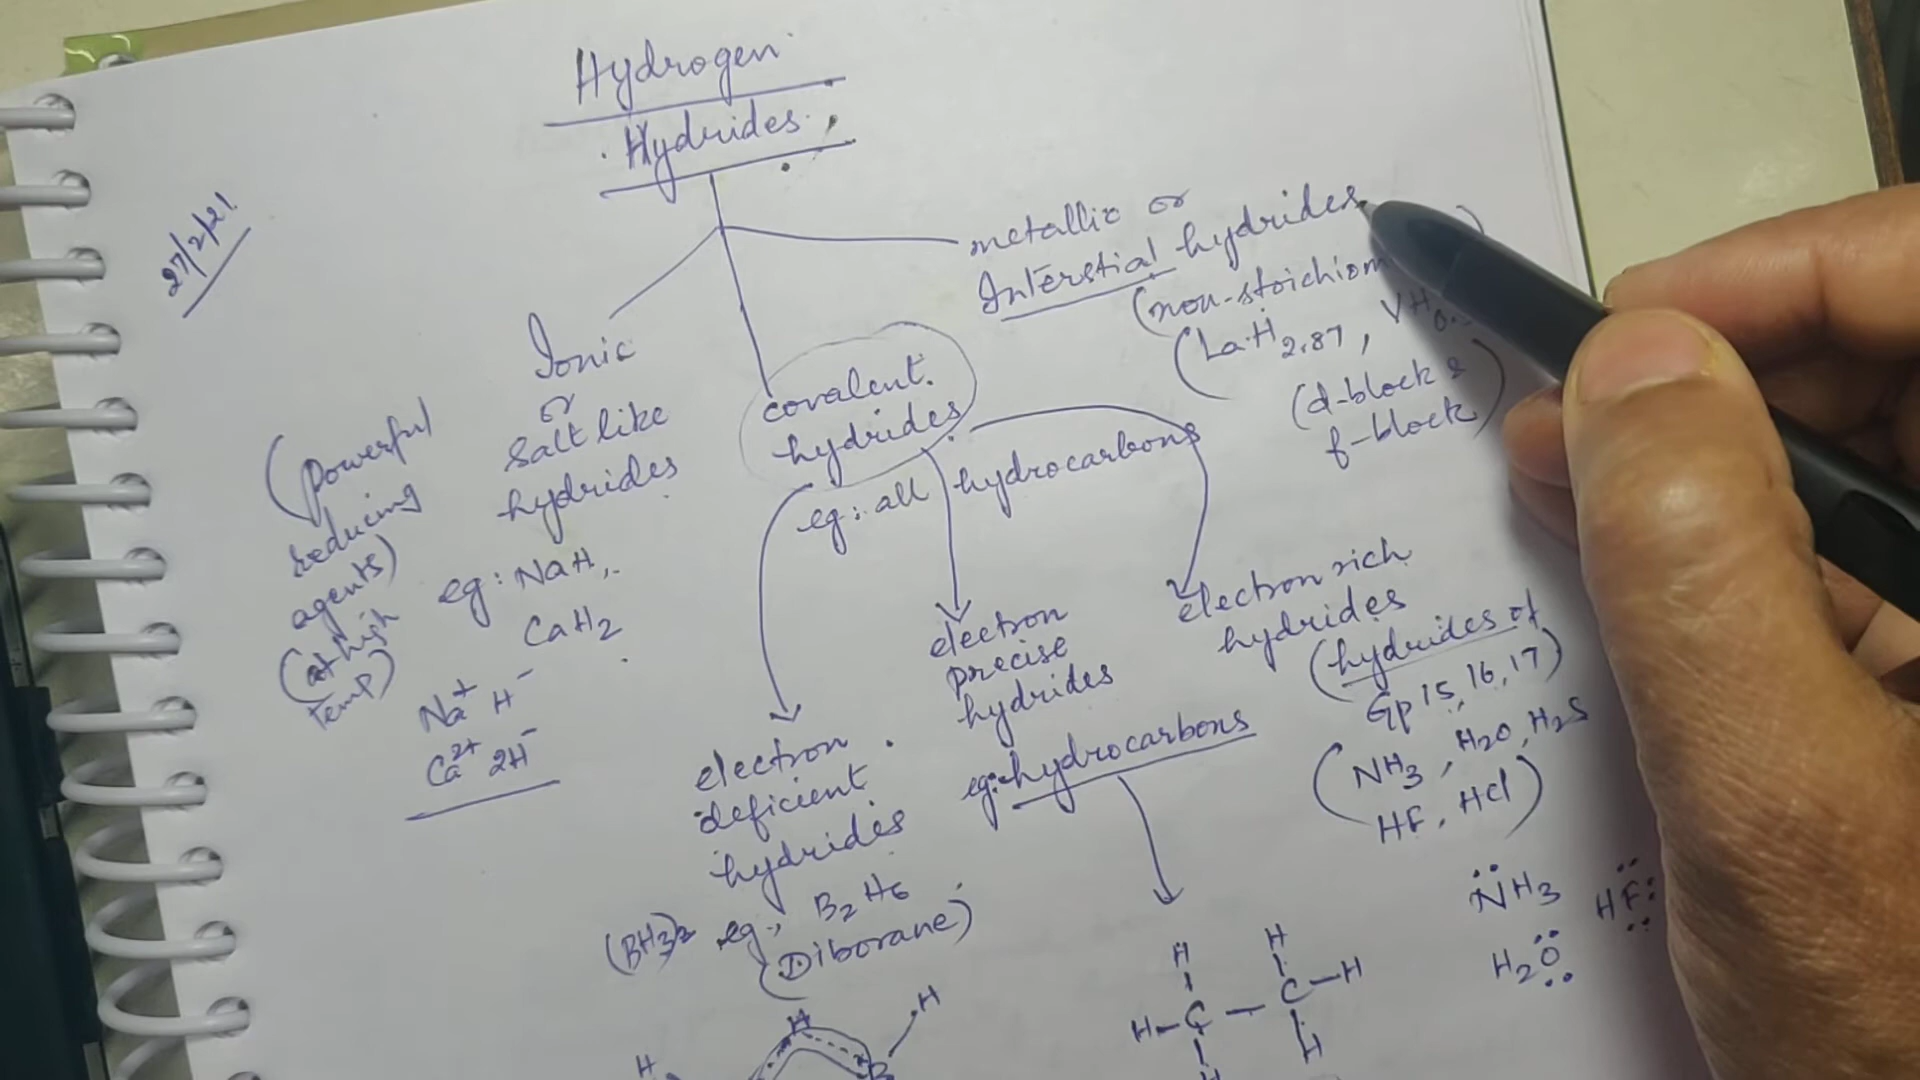 Hydrogen
Hydrides
27/2/21
metallic or
Interstial hydrides
(non-stoichiom
(LaH2.87, VH0.
(d-block &
f-block)
Ionic
or
salt like
hydrides
eg: NaH,
CaH2
Na+ H-
Ca2+ 2H-
(powerful
reducing
agents)
(at high
temp)
covalent
hydrides
eg: all hydrocarbons
electron
deficient
hydrides
(BH3)2 eg: B2H6
(Diborane)
H
H
B
H
electron
precise
hydrides
eg: hydrocarbons
H H
H-C-C-H
H H
electron rich
hydrides
(hydrides of
Gp 15, 16, 17)
(NH3, H2O, H2S
HF, HCl)
NH3 HF
H2O